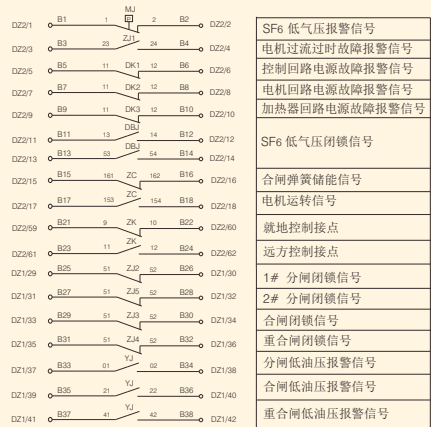 MJ
DZ2/1 B1 1 2 B2 DZ2/2 SF6 低气压报警信号
ZJ1
DZ2/3 B3 23 24 B4 DZ2/4 电机过流过时故障报警信号
DZ2/5 B5 11 DK1 12 B6 DZ2/6 控制回路电源故障报警信号
DZ2/7 B7 11 DK2 12 B8 DZ2/8 电机回路电源故障报警信号
DZ2/9 B9 11 DK3 12 B10 DZ2/10 加热器回路电源故障报警信号
DBJ
DZ2/11 B11 13 14 B12 DZ2/12 SF6 低气压闭锁信号
DBJ
DZ2/13 B13 53 54 B14 DZ2/14
DZ2/15 B15 161 ZC 162 B16 DZ2/16 合闸弹簧储能信号
ZC
DZ2/17 B17 153 154 B18 DZ2/18 电机运转信号
DZ2/59 B21 9 ZK 10 B22 DZ2/60 就地控制接点
ZK
DZ2/61 B23 11 12 B24 DZ2/62 远方控制接点
DZ1/29 B25 51 ZJ2 52 B26 DZ1/30 1# 分闸闭锁信号
DZ1/31 B27 51 ZJ5 52 B28 DZ1/32 2# 分闸闭锁信号
DZ1/33 B29 51 ZJ3 52 B30 DZ1/34 合闸闭锁信号
DZ1/35 B31 51 ZJ4 52 B32 DZ1/36 重合闸闭锁信号
YJ
DZ1/37 B33 01 02 B34 DZ1/38 分闸低油压报警信号
YJ
DZ1/39 B35 21 22 B36 DZ1/40 合闸低油压报警信号
YJ
DZ1/41 B37 41 42 B38 DZ1/42 重合闸低油压报警信号